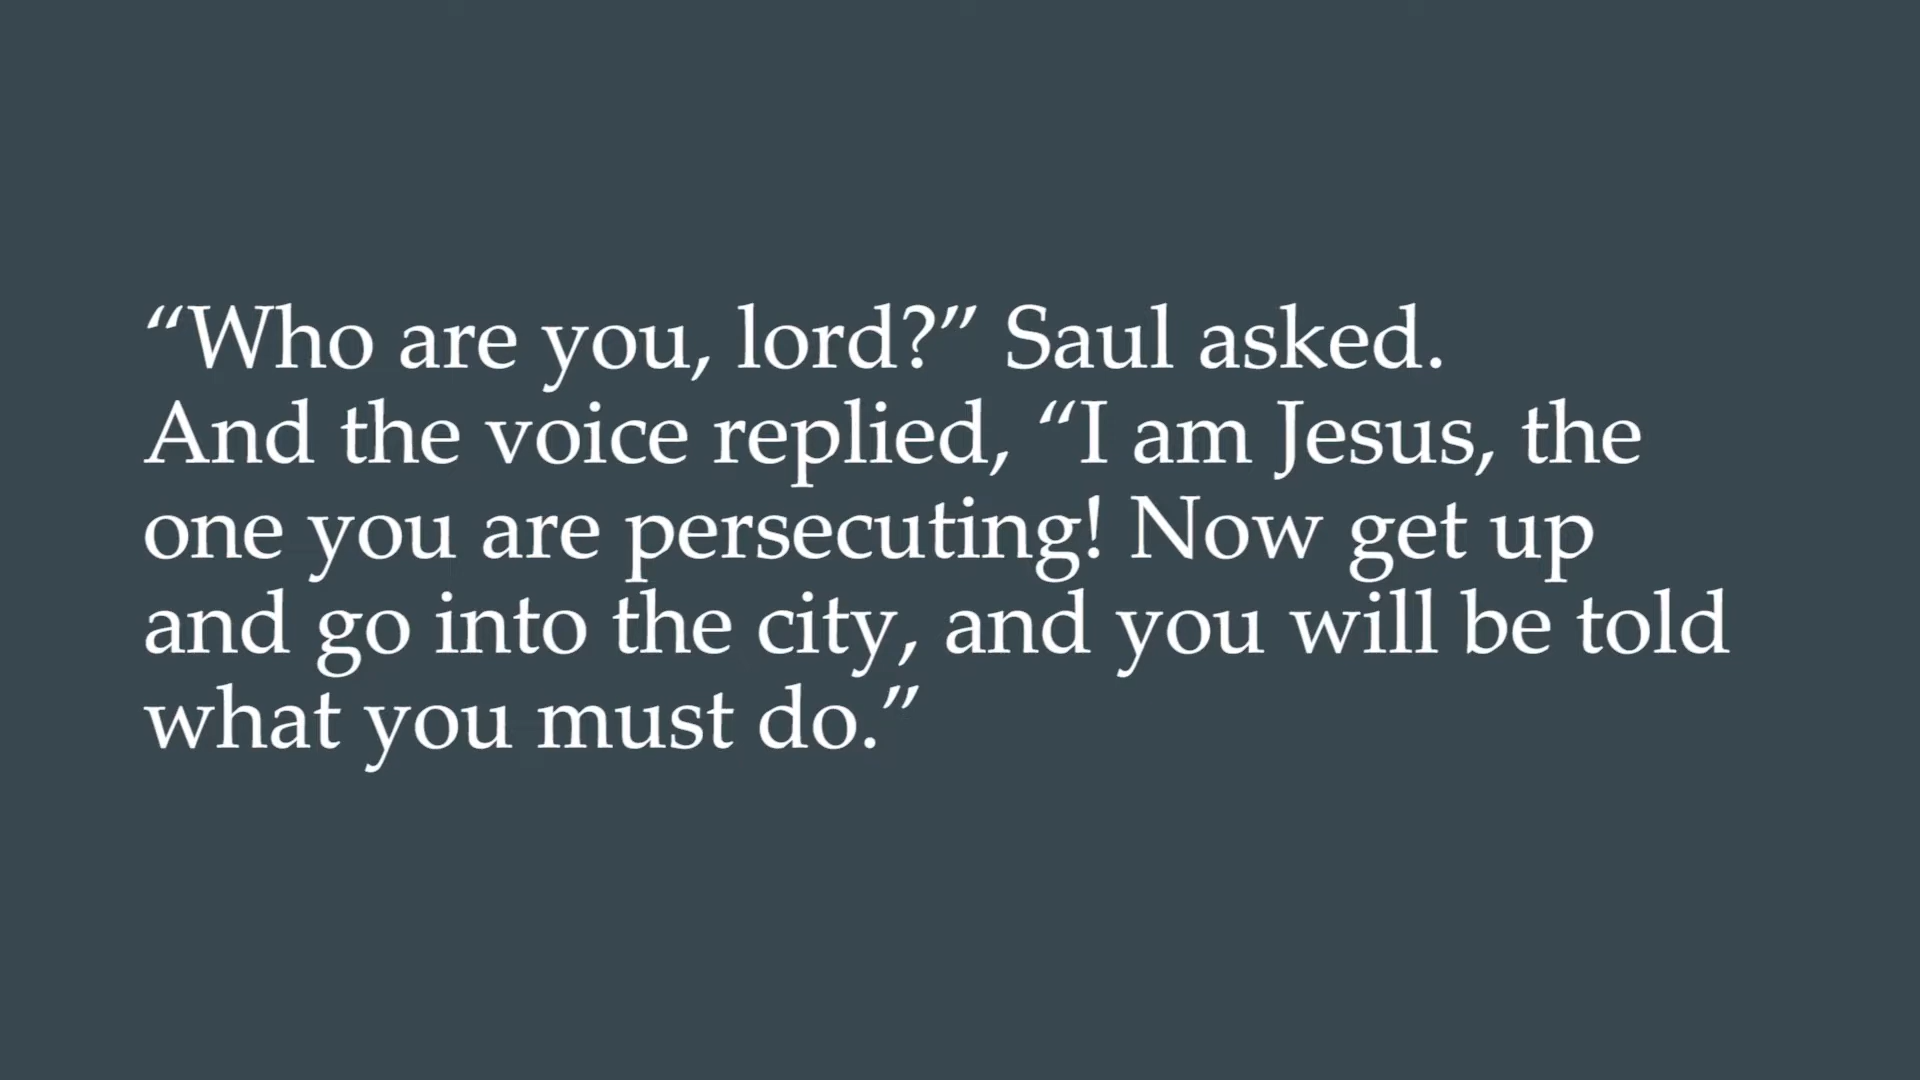 “Who are you, lord?” Saul asked.
And the voice replied, “I am Jesus, the
one you are persecuting! Now get up
and go into the city, and you will be told
what you must do.”